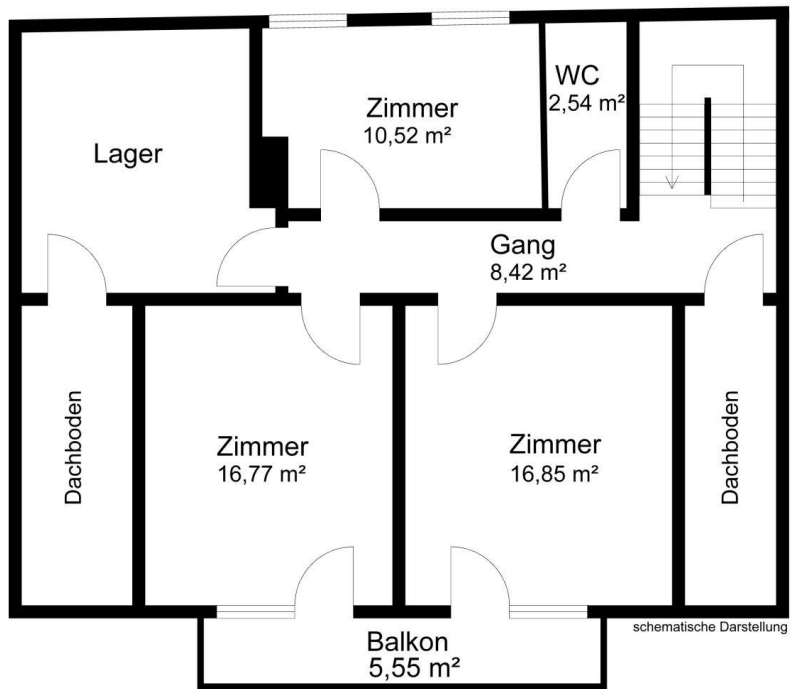 Zimmer
10,52 m²
WC
2,54 m²
Lager
Gang
8,42 m²
Dachboden
Zimmer
16,77 m²
Zimmer
16,85 m²
Dachboden
Balkon
5,55 m²
schematische Darstellung